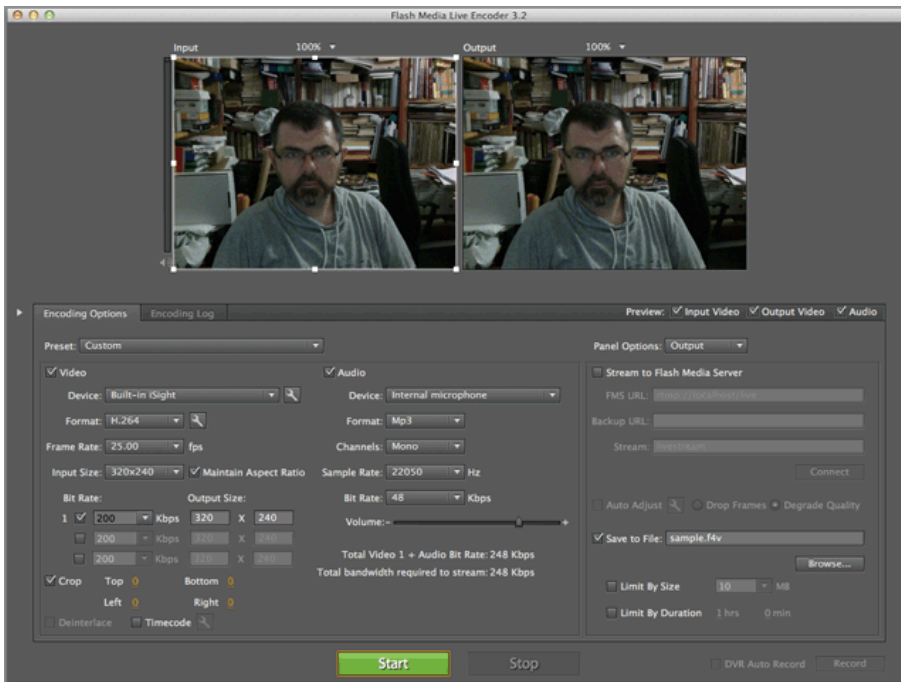 Flash Media Live Encoder 3.2
Input 100% Output 100%
Encoding Options Encoding Log Preview: Input Video Output Video Audio
Preset: Custom Panel Options: Output
Video Audio Stream to Flash Media Server
Device: Built-in iSight Device: Internal microphone FMS URL: rtmp://localhost/live
Format: H.264 Format: Mp3 Backup URL:
Frame Rate: 25.00 fps Channels: Mono Stream: livestream
Input Size: 320x240 Maintain Aspect Ratio Sample Rate: 22050 Hz Connect
Bit Rate: Output Size: Bit Rate: 48 Kbps Auto Adjust Drop Frames Degrade Quality
1 200 Kbps 320 X 240 Volume: - +
200 Kbps 320 X 240 Save to File: sample.f4v
200 Kbps 320 X 240 Total Video 1 + Audio Bit Rate: 248 Kbps Browse...
Crop Top 0 Bottom 0 Total bandwidth required to stream: 248 Kbps Limit By Size 10 MB
Left 0 Right 0 Limit By Duration 1 hrs 0 min
Deinterlace Timecode
Start Stop DVR Auto Record Record